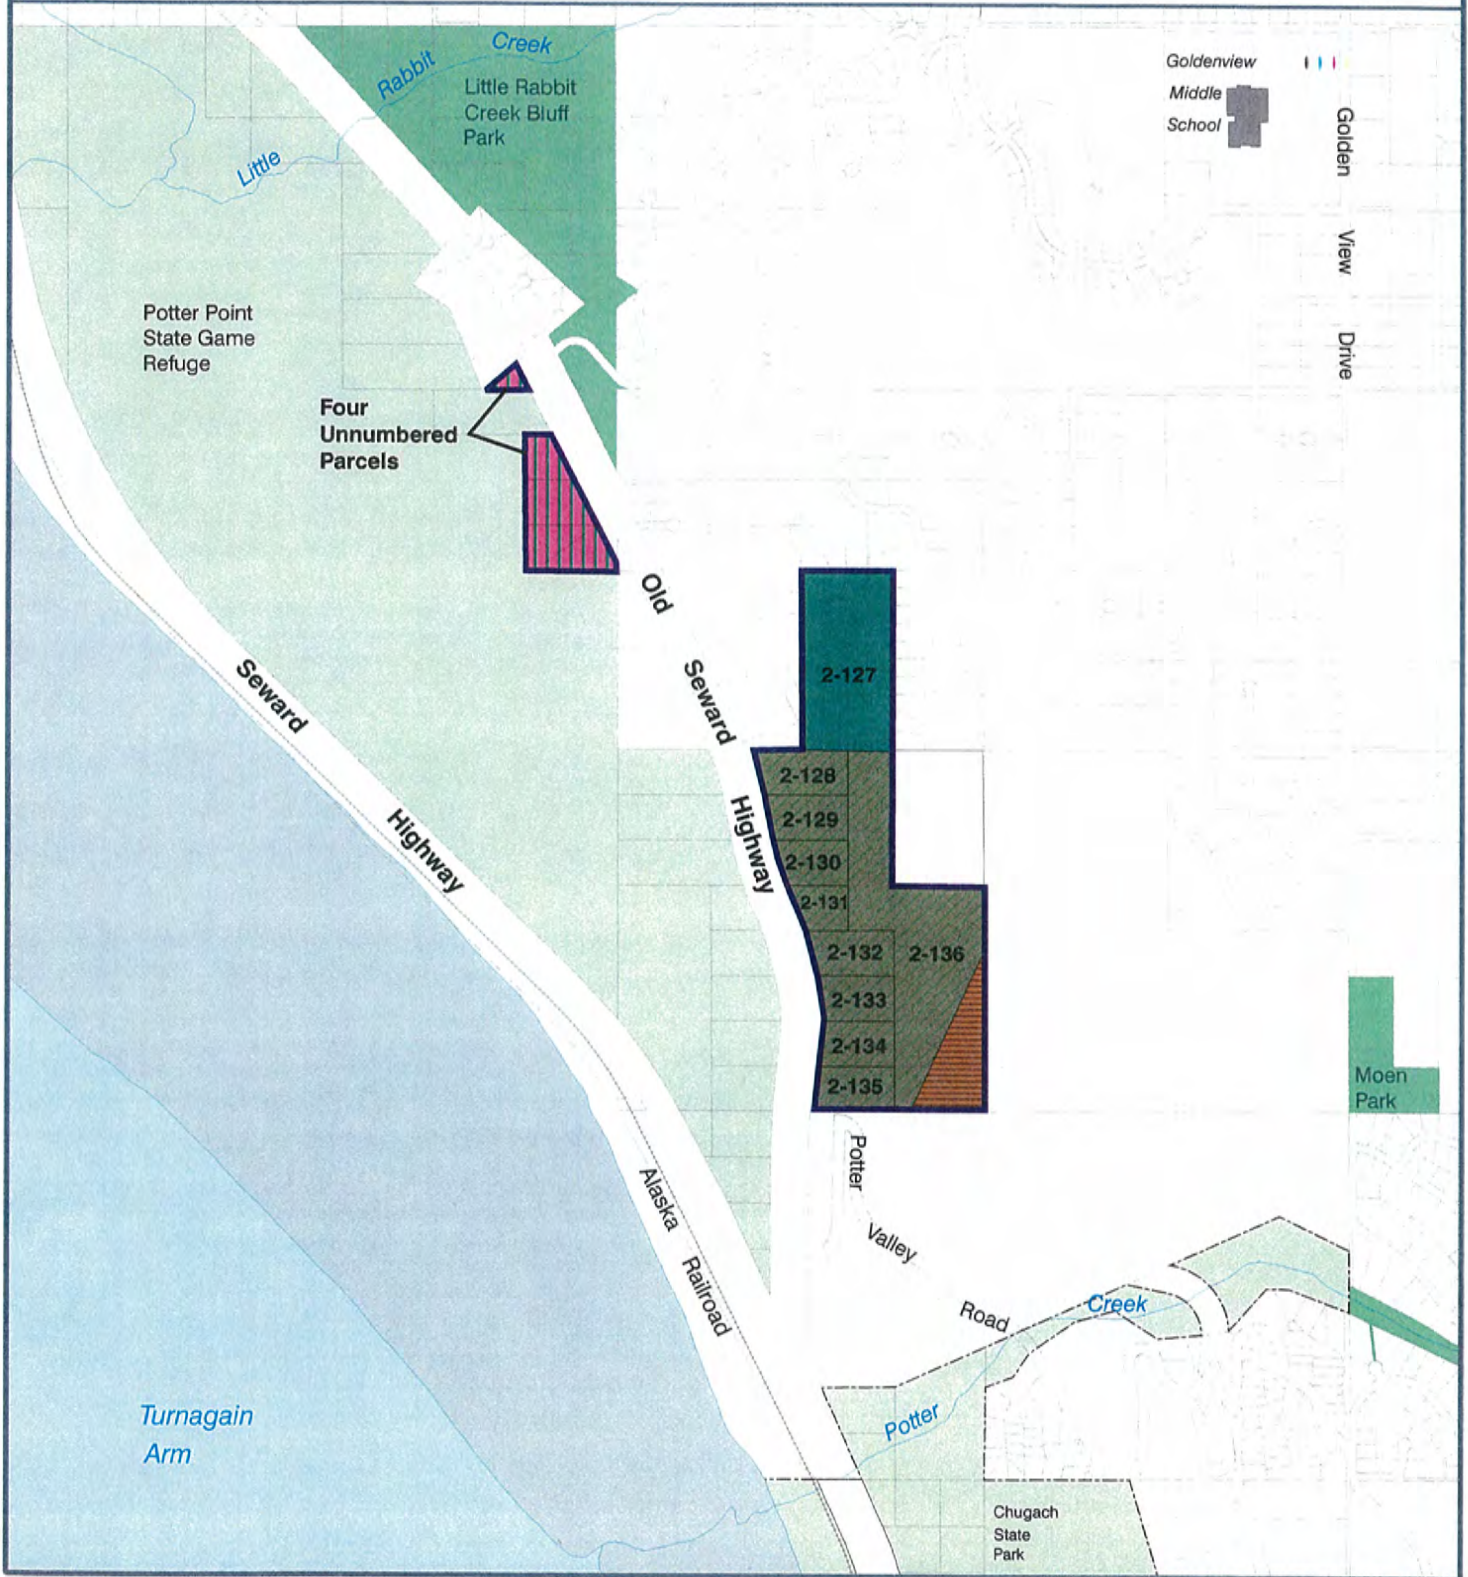 Creek
Rabbit
Little
Little Rabbit
Creek Bluff
Park
Goldenview
Middle
School
Golden
View
Drive
Potter Point
State Game
Refuge
Four
Unnumbered
Parcels
Old
Seward
Highway
2-127
2-128
2-129
2-130
2-131
2-132
2-136
2-133
2-134
2-135
Seward
Highway
Moen
Park
Potter
Valley
Road
Alaska
Railroad
Creek
Potter
Turnagain
Arm
Chugach
State
Park